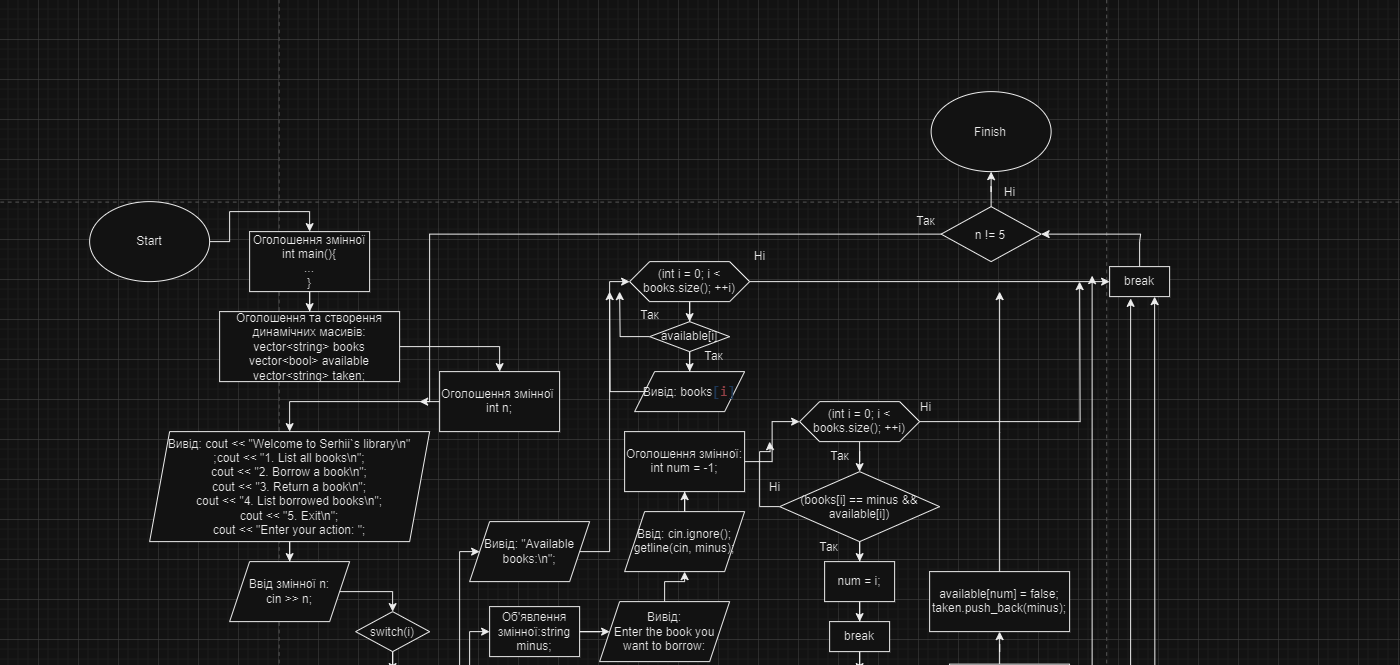 Finish
Ні
Так
n != 5
Start
Оголошення змінної
int main(){
...
}
Ні
(int i = 0; i <
books.size(); ++i)
break
Оголошення та створення
динамічних масивів:
vector<string> books
vector<bool> available
vector<string> taken;
Так
available[i]
Так
Оголошення змінної
int n;
Вивід: books[i]
Ні
(int i = 0; i <
books.size(); ++i)
Вивід: cout << "Welcome to Serhii`s library\n"
;cout << "1. List all books\n";
cout << "2. Borrow a book\n";
cout << "3. Return a book\n";
cout << "4. List borrowed books\n";
cout << "5. Exit\n";
cout << "Enter your action: ";
Оголошення змінної:
int num = -1;
Так
Ні
(books[i] == minus &&
available[i])
Вивід: "Available
books:\n";
Ввід: cin.ignore();
getline(cin, minus);
Так
Ввід змінної n:
cin >> n;
num = i;
available[num] = false;
taken.push_back(minus);
switch(i)
Об'явлення
змінної:string
minus;
Вивід:
Enter the book you
want to borrow:
break